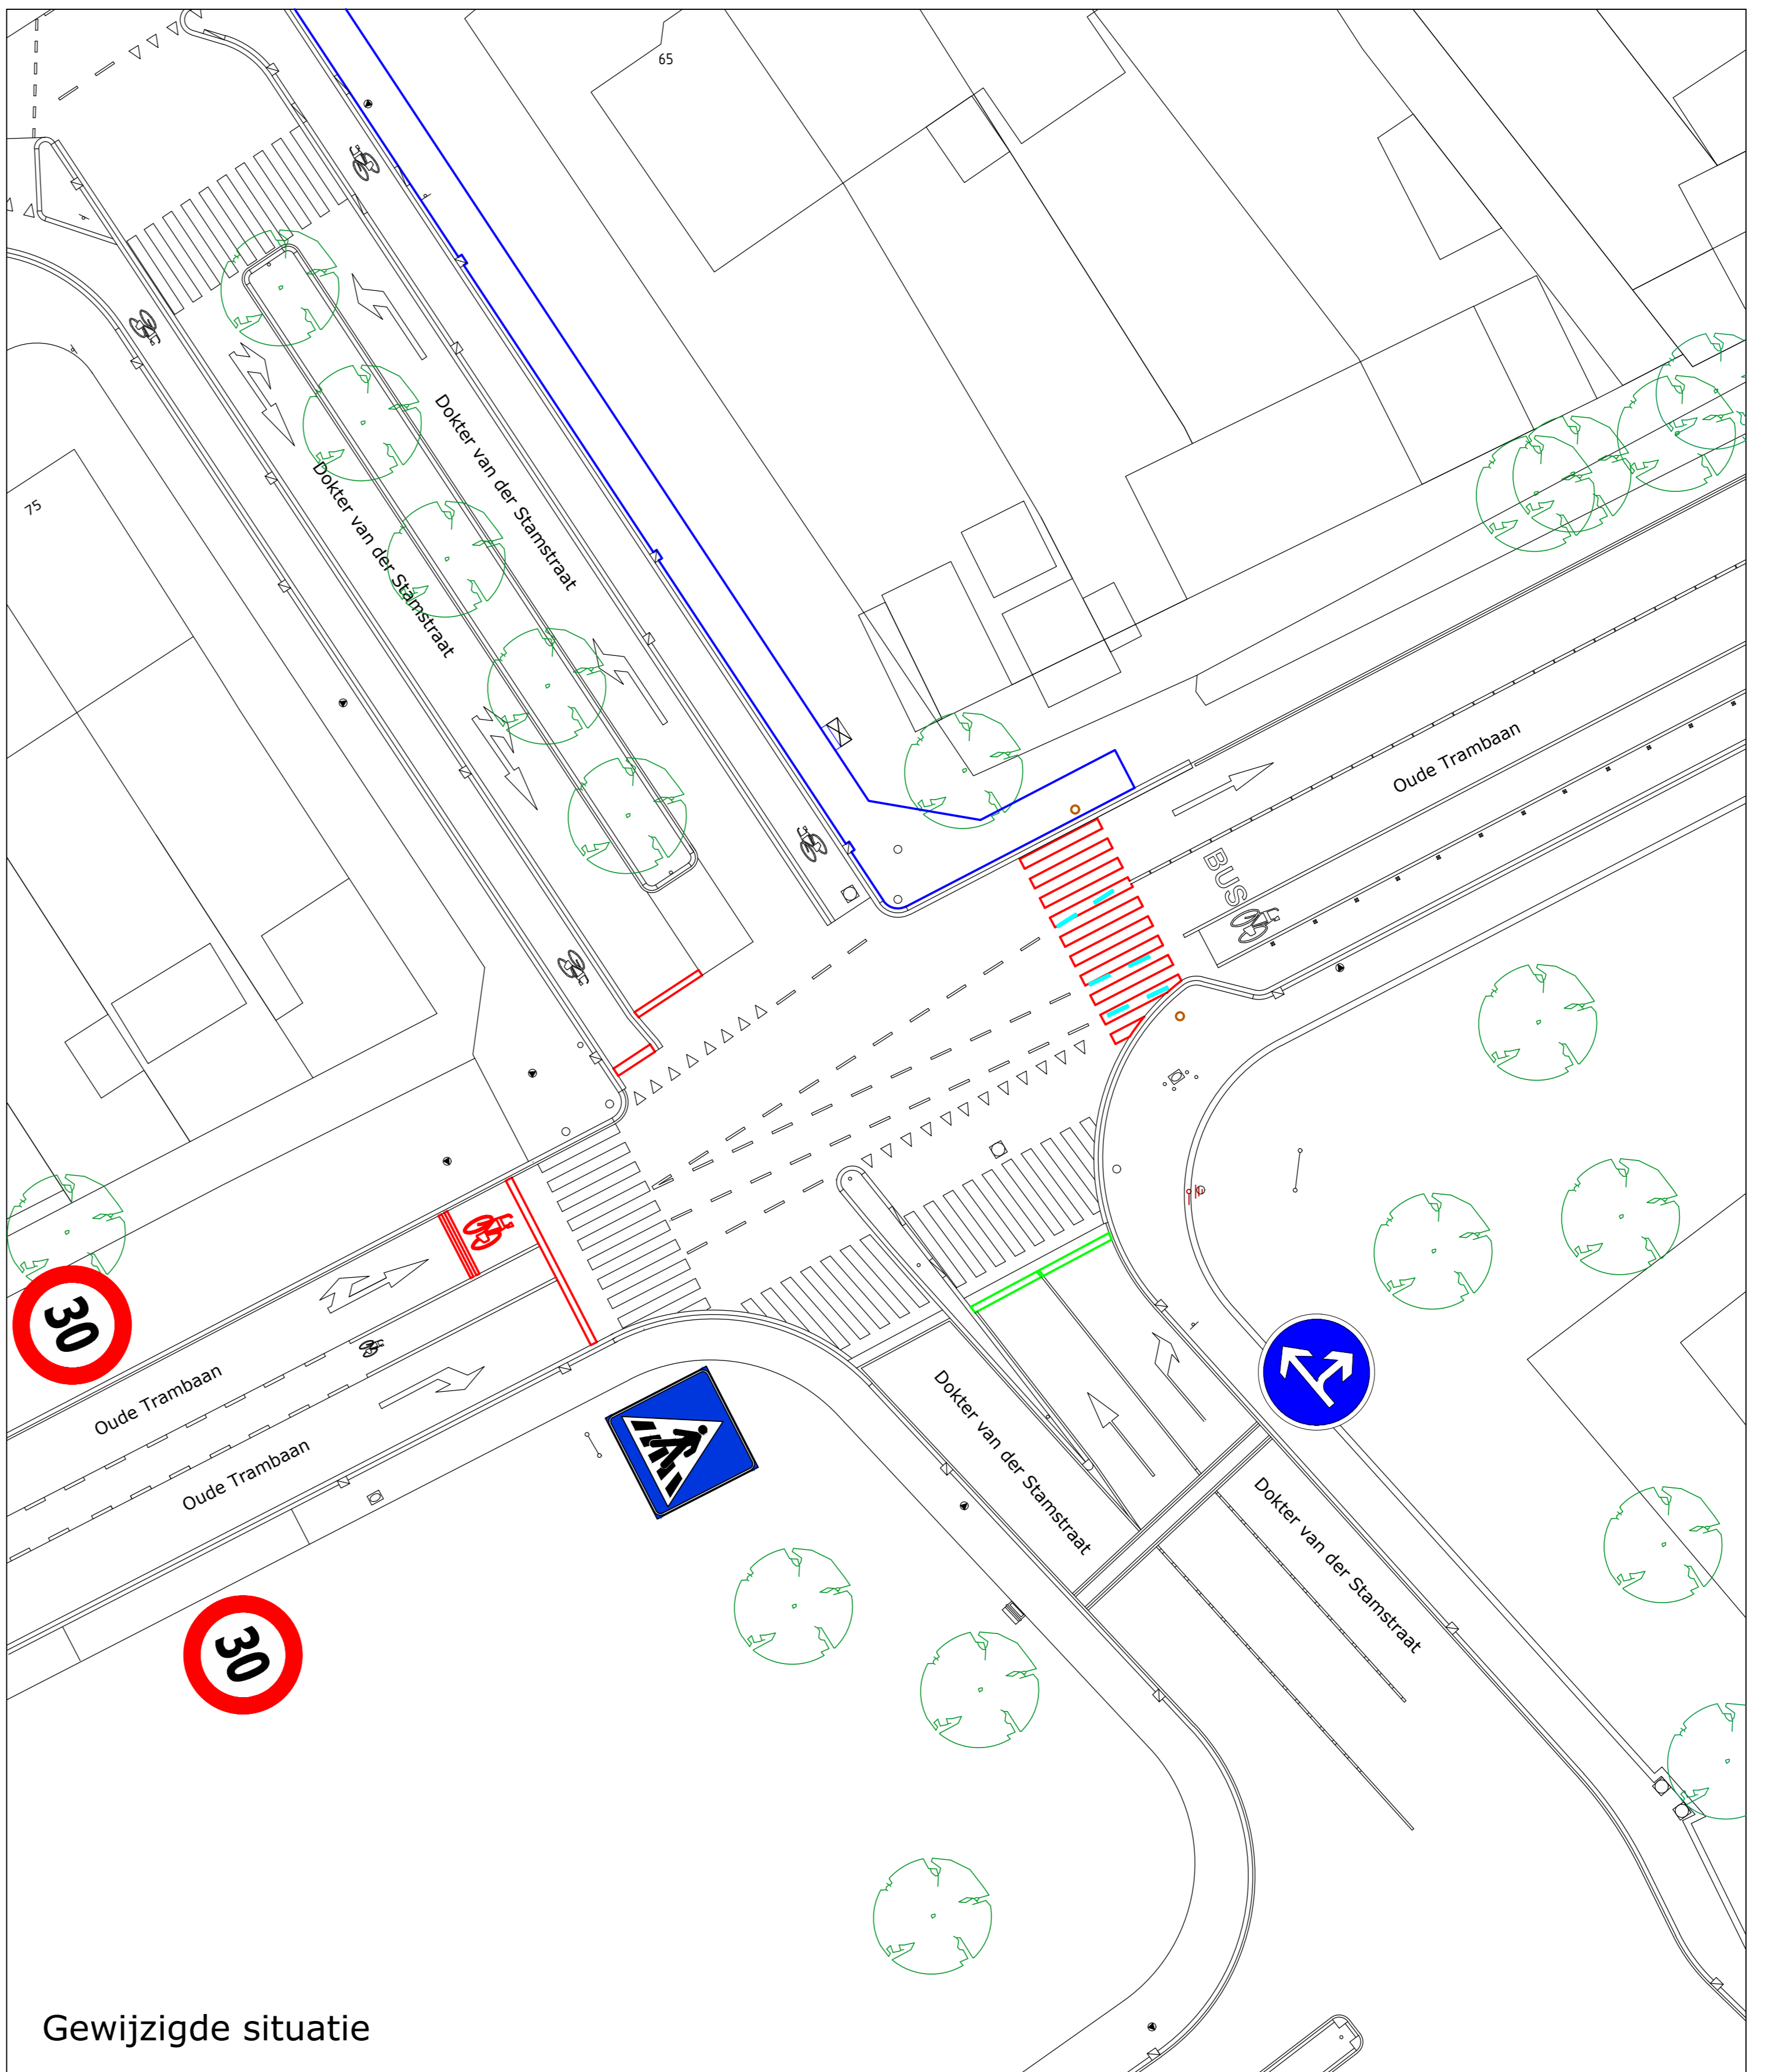 65
Dokter van der Stamstraat
Dokter van der Stamstraat
75
Oude Trambaan
BUS
30
Oude Trambaan
Oude Trambaan
Dokter van der Stamstraat
Dokter van der Stamstraat
30
Gewijzigde situatie